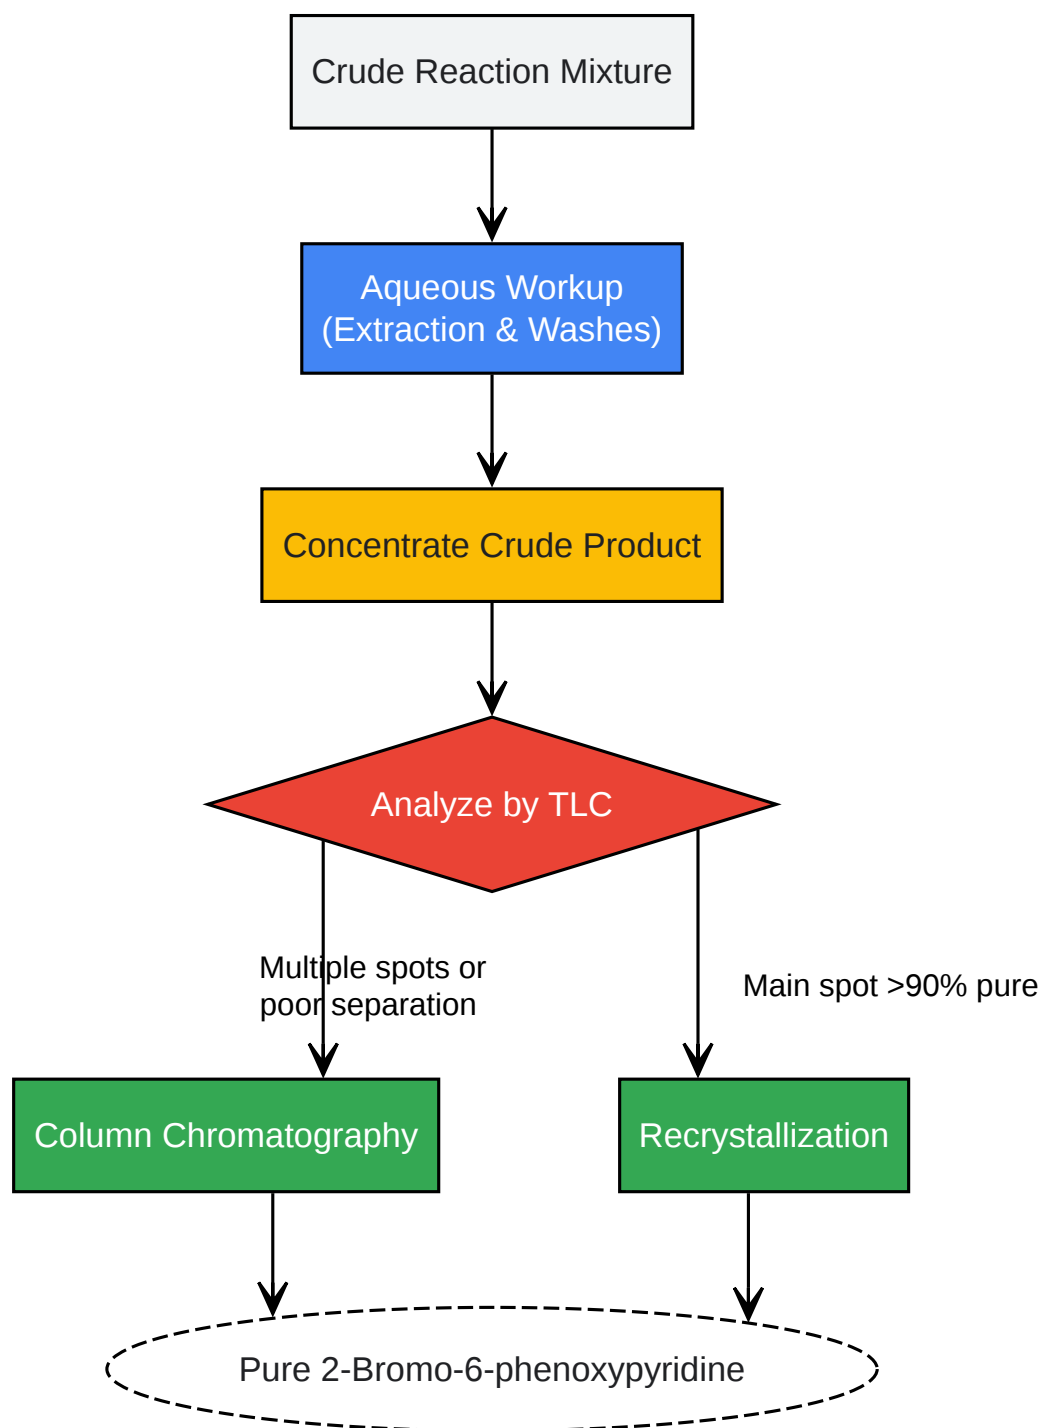 Crude Reaction Mixture
Aqueous Workup
(Extraction & Washes)
Concentrate Crude Product
Analyze by TLC
Multiple spots or
poor separation
Main spot >90% pure
Column Chromatography
Recrystallization
Pure 2-Bromo-6-phenoxypyridine